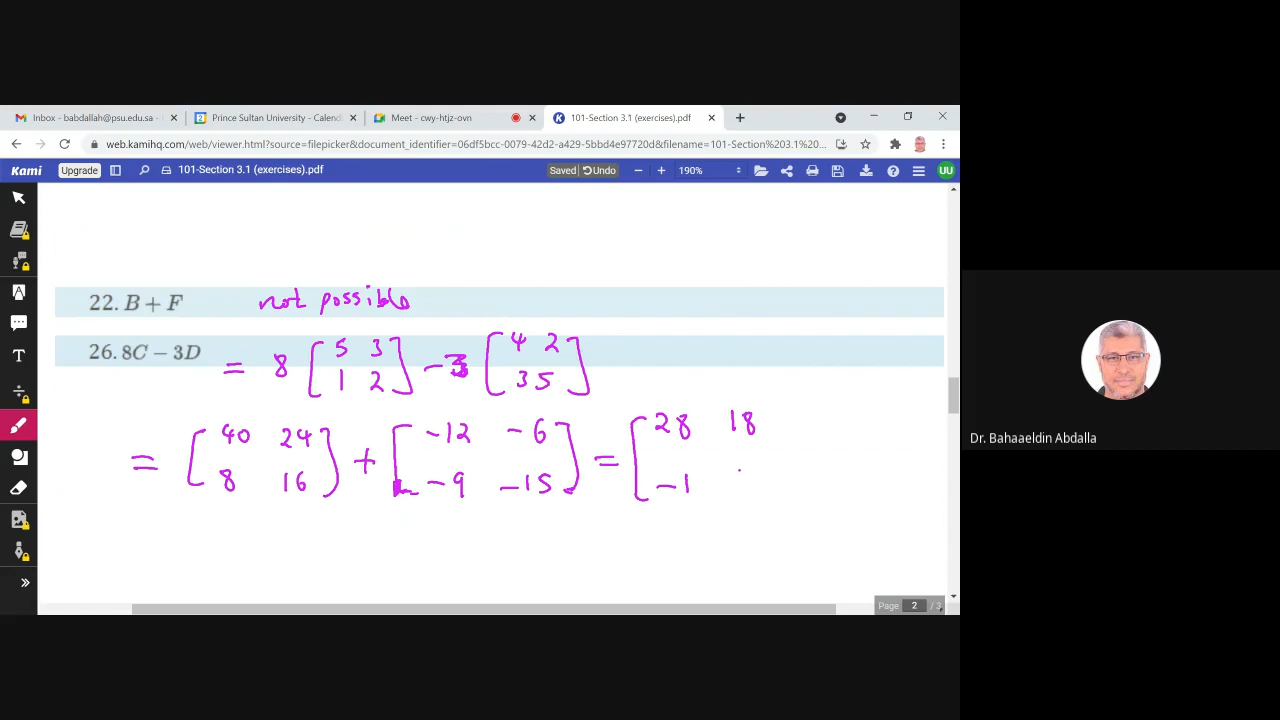 Inbox - babdallah@psu.edu.sa -
Prince Sultan University - Calend
Meet - cwy-htjz-ovn
101-Section 3.1 (exercises).pdf
web.kamihq.com/web/viewer.html?source=filepicker&document_identifier=06df5bcc-0079-42d2-a429-5bbd4e97720d&filename=101-Section%203.1%20...
Kami
Upgrade
101-Section 3.1 (exercises).pdf
Saved Undo
190%
UU
22. B + F not possible
26. 8C − 3D
= 8 [5 3 − 3 [4 2
1 2] 3 5]
= [40 24 + [-12 -6 = [28 18
8 16] -9 -15] -1
Dr. Bahaaeldin Abdalla
Page 2 / 3